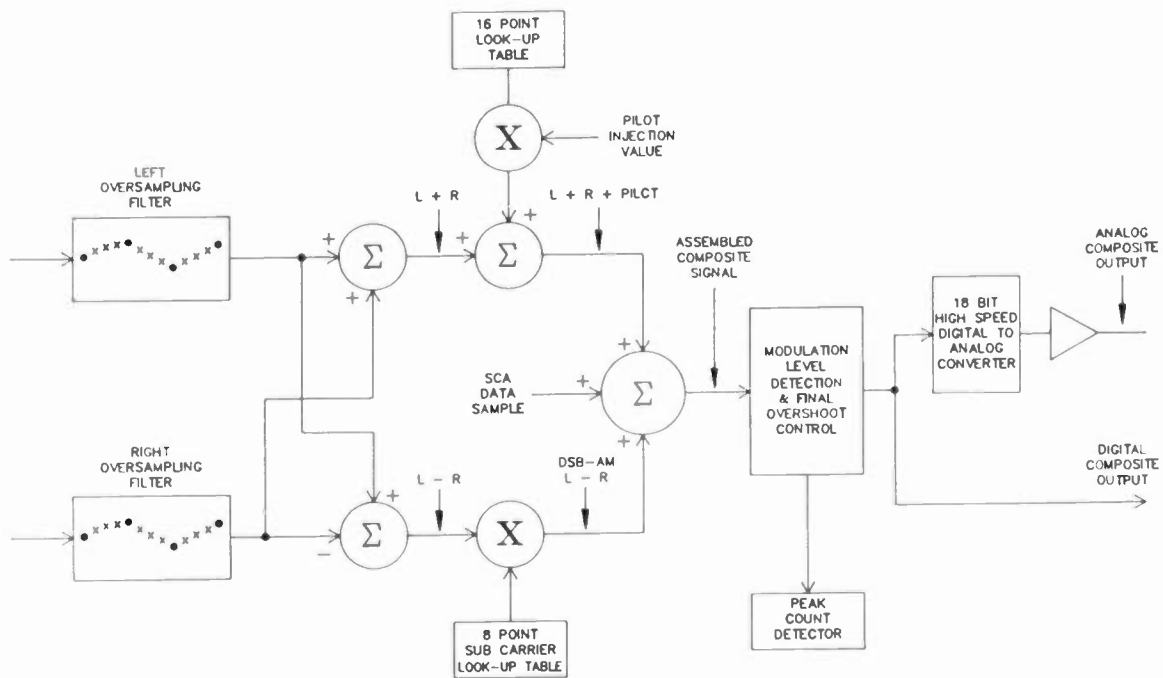 16 POINT
LOOK-UP
TABLE
X
PILOT
INJECTION
VALUE
LEFT
OVERSAMPLING
FILTER
L + R
L + R + PILCT
+
+
+
+
Σ
Σ
ASSEMBLED
COMPOSITE
SIGNAL
ANALOG
COMPOSITE
OUTPUT
18 BIT
HIGH SPEED
DIGITAL TO
ANALOG
CONVERTER
MODULATION
LEVEL
DETECTION
& FINAL
OVERSHOOT
CONTROL
SCA
DATA
SAMPLE
+
+
+
Σ
RIGHT
OVERSAMPLING
FILTER
L - R
DSB-AM
L - R
DIGITAL
COMPOSITE
OUTPUT
+
-
Σ
X
PEAK
COUNT
DETECTOR
8 POINT
SUB CARRIER
LOOK-UP TABLE